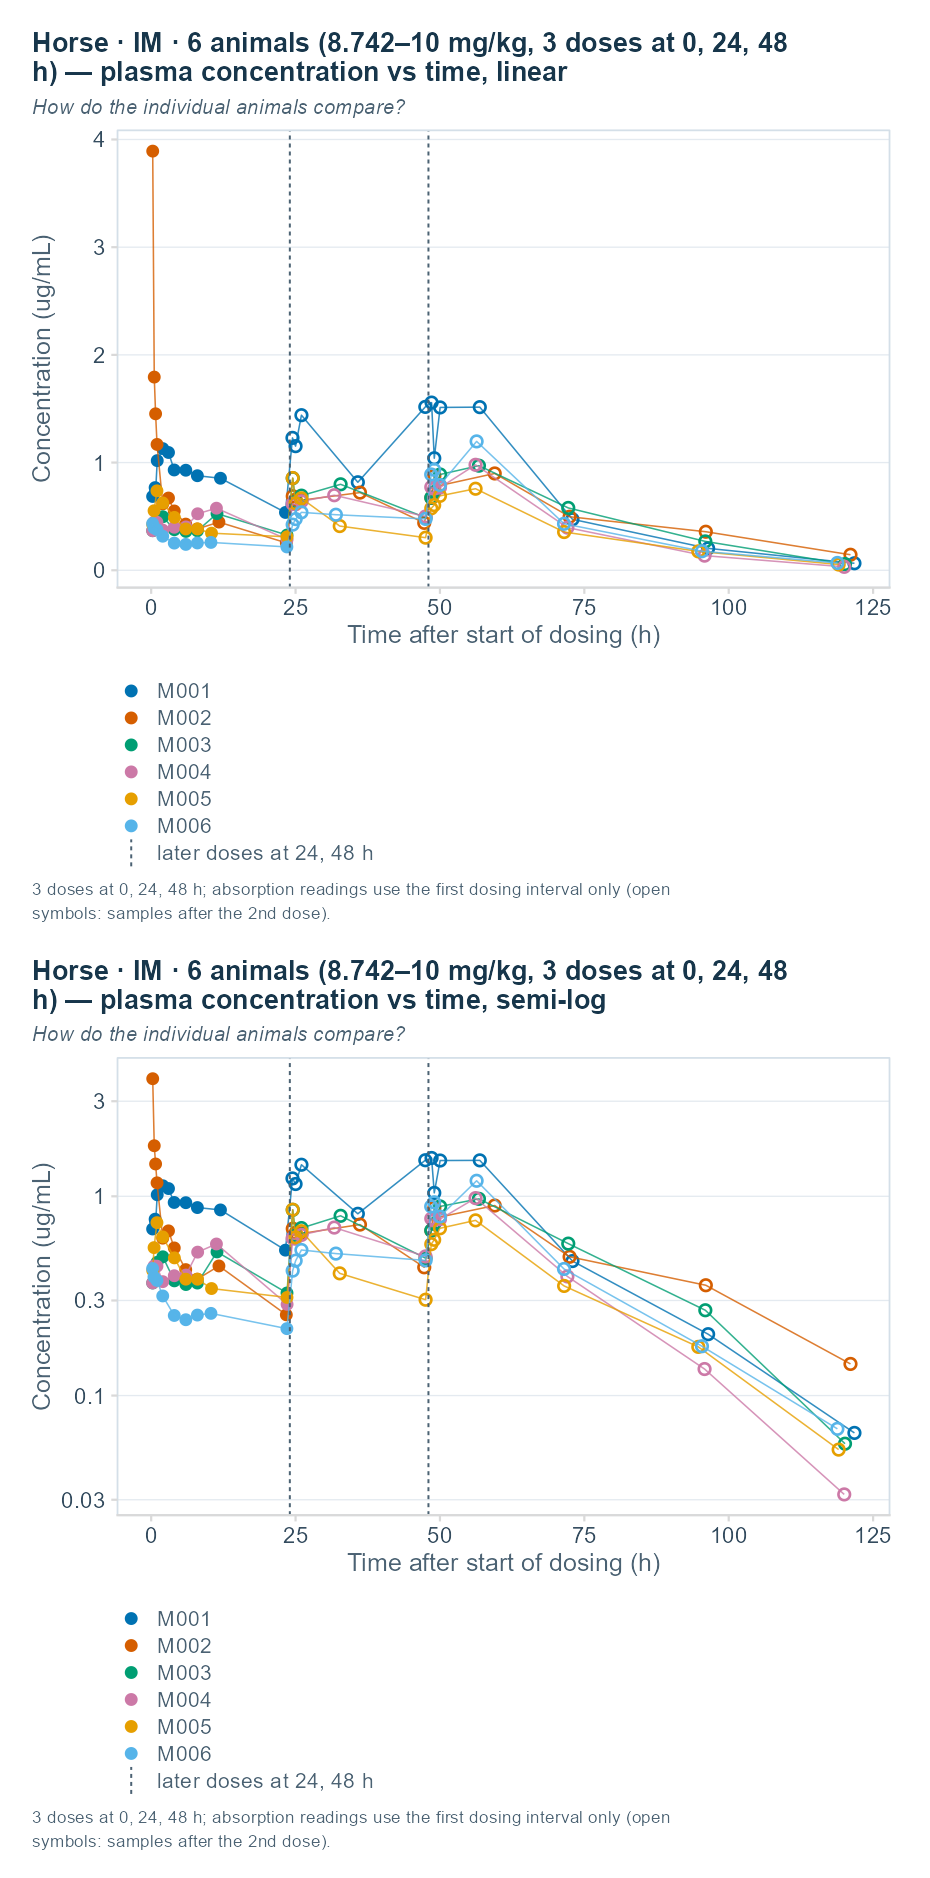 Horse · IM · 6 animals (8.742–10 mg/kg, 3 doses at 0, 24, 48
h) — plasma concentration vs time, linear
How do the individual animals compare?
4
3
2
1
0
Concentration (ug/mL)
0 25 50 75 100 125
Time after start of dosing (h)
M001
M002
M003
M004
M005
M006
later doses at 24, 48 h
3 doses at 0, 24, 48 h; absorption readings use the first dosing interval only (open
symbols: samples after the 2nd dose).
Horse · IM · 6 animals (8.742–10 mg/kg, 3 doses at 0, 24, 48
h) — plasma concentration vs time, semi-log
How do the individual animals compare?
3
1
0.3
0.1
0.03
Concentration (ug/mL)
0 25 50 75 100 125
Time after start of dosing (h)
M001
M002
M003
M004
M005
M006
later doses at 24, 48 h
3 doses at 0, 24, 48 h; absorption readings use the first dosing interval only (open
symbols: samples after the 2nd dose).